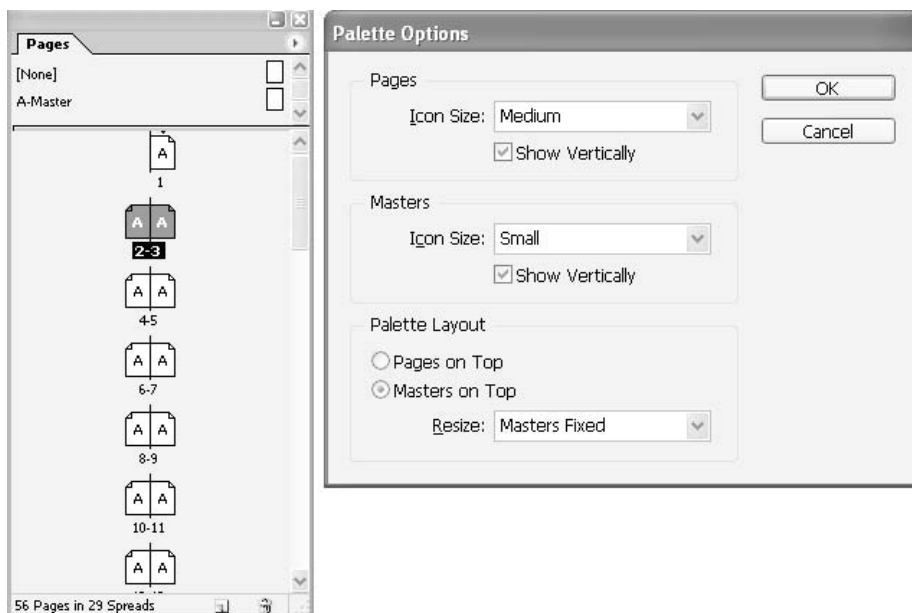 Pages
[None]
A-Master
A
1
A A
2-3
A A
4-5
A A
6-7
A A
8-9
A A
10-11
A A
56 Pages in 29 Spreads
Palette Options
Pages
Icon Size: Medium
Show Vertically
OK
Cancel
Masters
Icon Size: Small
Show Vertically
Palette Layout
Pages on Top
Masters on Top
Resize: Masters Fixed